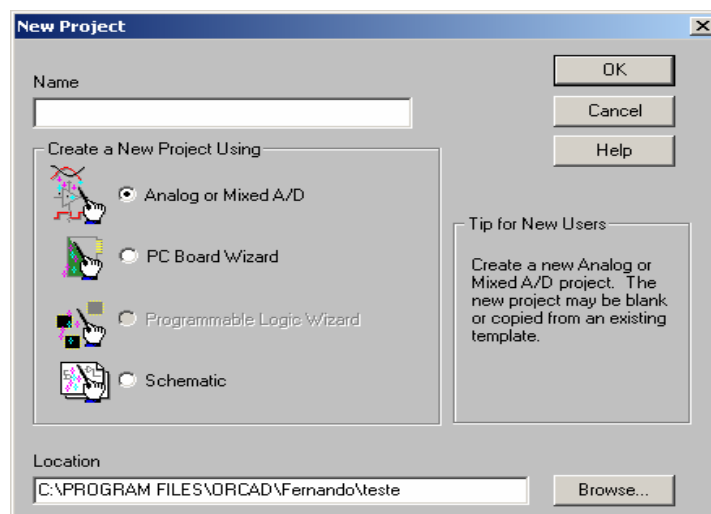 New Project
Name
OK
Cancel
Help
Create a New Project Using
Analog or Mixed A/D
PC Board Wizard
Programmable Logic Wizard
Schematic
Tip for New Users
Create a new Analog or
Mixed A/D project. The
new project may be blank
or copied from an existing
template.
Location
C:\PROGRAM FILES\ORCAD\Fernando\teste
Browse...